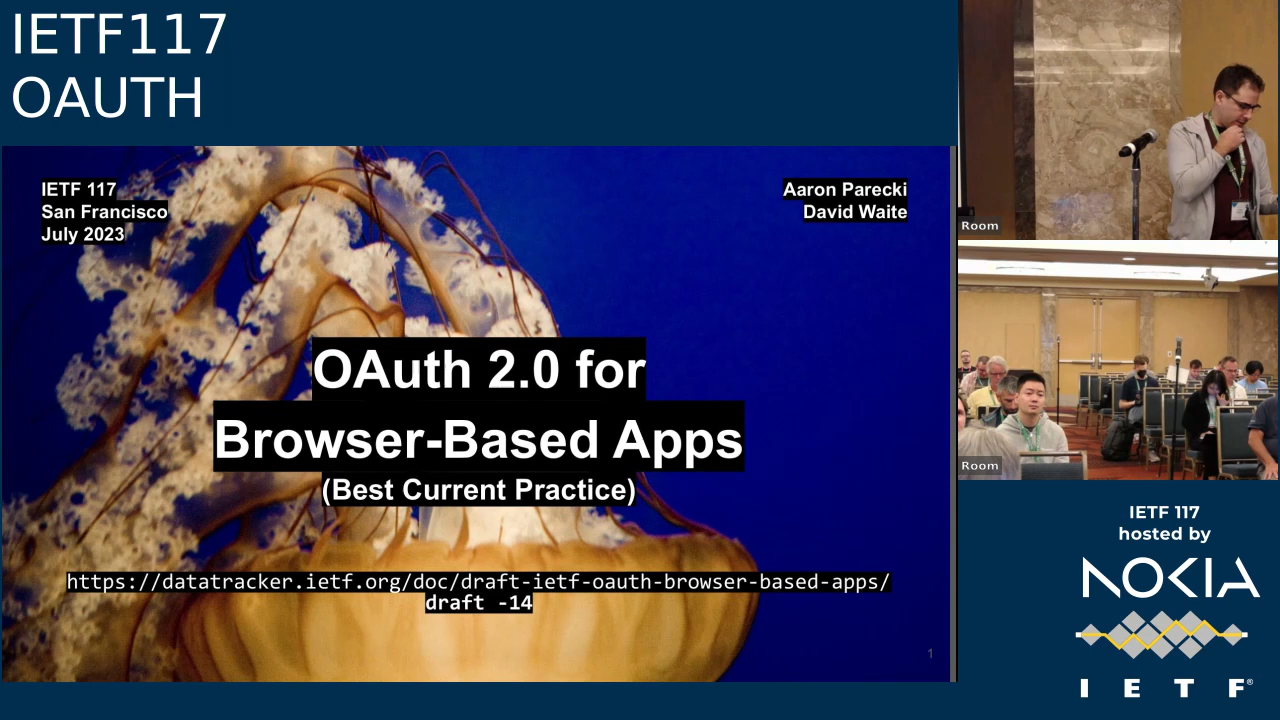 IETF117
OAUTH
IETF 117
San Francisco
July 2023
Aaron Parecki
David Waite
OAuth 2.0 for
Browser-Based Apps
(Best Current Practice)
https://datatracker.ietf.org/doc/draft-ietf-oauth-browser-based-apps/
draft -14
1
Room
Room
IETF 117
hosted by
NOKIA
I E T F®